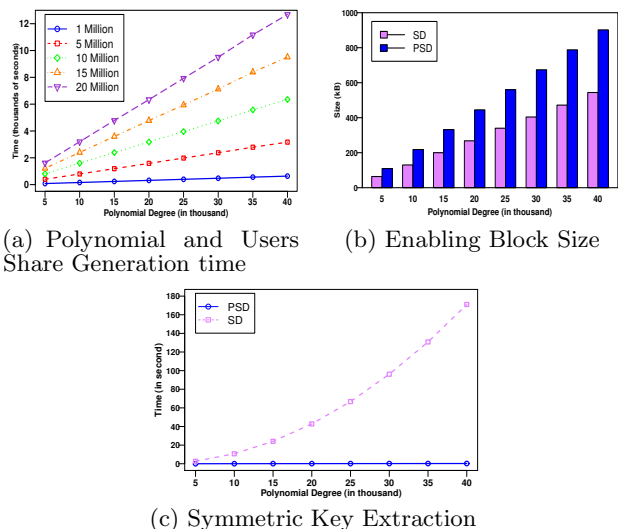 12
10
8
6
4
2
0
Time (thousands of seconds)
1 Million
5 Million
10 Million
15 Million
20 Million
5 10 15 20 25 30 35 40
Polynomial Degree (in thousand)
(a) Polynomial and Users
Share Generation time
1000
800
600
400
200
0
Size (kB)
SD
PSD
5 10 15 20 25 30 35 40
Polynomial Degree (in thousand)
(b) Enabling Block Size
180
160
140
120
100
80
60
40
20
0
Time (in second)
PSD
SD
5 10 15 20 25 30 35 40
Polynomial Degree (in thousand)
(c) Symmetric Key Extraction